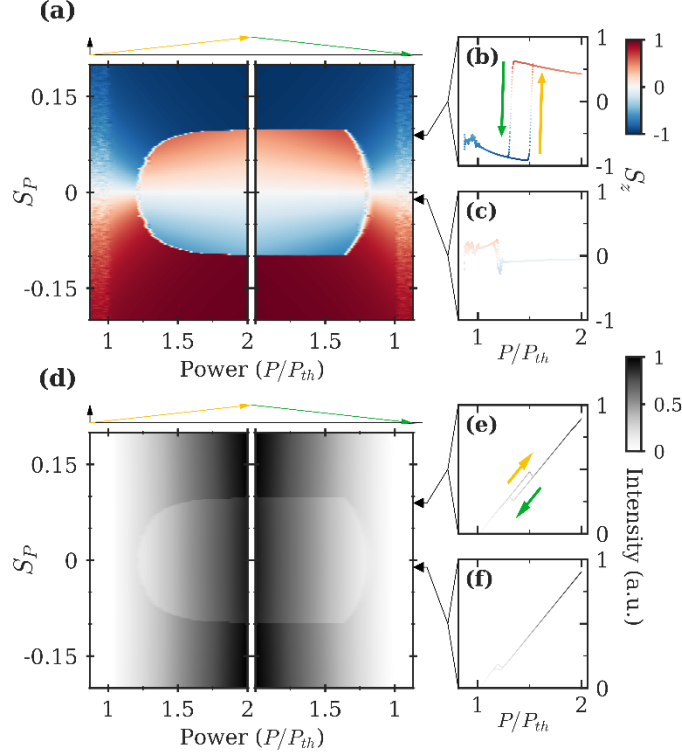 (a)
0.15
0
-0.15
S_P
1 1.5 2 1.5 1
Power (P/P_th)
(b)
1
0
-1
(c)
1
0
-1
1 2
P/P_th
1
0
-1
S_z
(d)
0.15
0
-0.15
S_P
1 1.5 2 1.5 1
Power (P/P_th)
(e)
1
0
(f)
1
0
1 2
P/P_th
1
0.5
0
Intensity (a.u.)